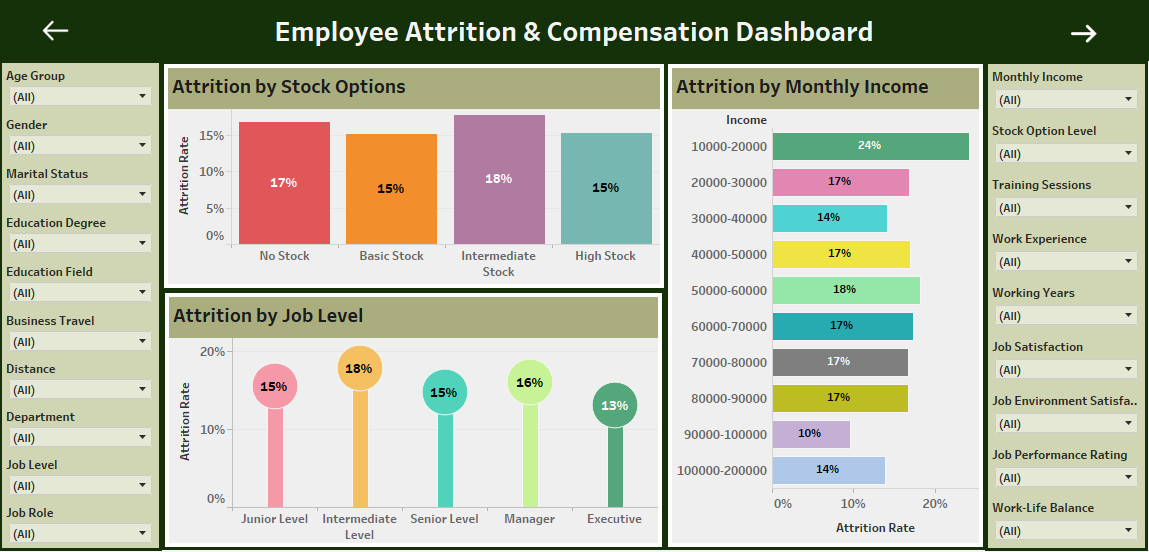 Employee Attrition & Compensation Dashboard
Age Group
(All)
Gender
(All)
Marital Status
(All)
Education Degree
(All)
Education Field
(All)
Business Travel
(All)
Distance
(All)
Department
(All)
Job Level
(All)
Job Role
(All)
Attrition by Stock Options
Attrition Rate
15%
10%
5%
0%
17%
15%
18%
15%
No Stock
Basic Stock
Intermediate
Stock
High Stock
Attrition by Job Level
Attrition Rate
20%
10%
0%
15%
18%
15%
16%
13%
Junior Level
Intermediate
Level
Senior Level
Manager
Executive
Attrition by Monthly Income
Income
10000-20000 24%
20000-30000 17%
30000-40000 14%
40000-50000 17%
50000-60000 18%
60000-70000 17%
70000-80000 17%
80000-90000 17%
90000-100000 10%
100000-200000 14%
0% 10% 20%
Attrition Rate
Monthly Income
(All)
Stock Option Level
(All)
Training Sessions
(All)
Work Experience
(All)
Working Years
(All)
Job Satisfaction
(All)
Job Environment Satisfa..
(All)
Job Performance Rating
(All)
Work-Life Balance
(All)